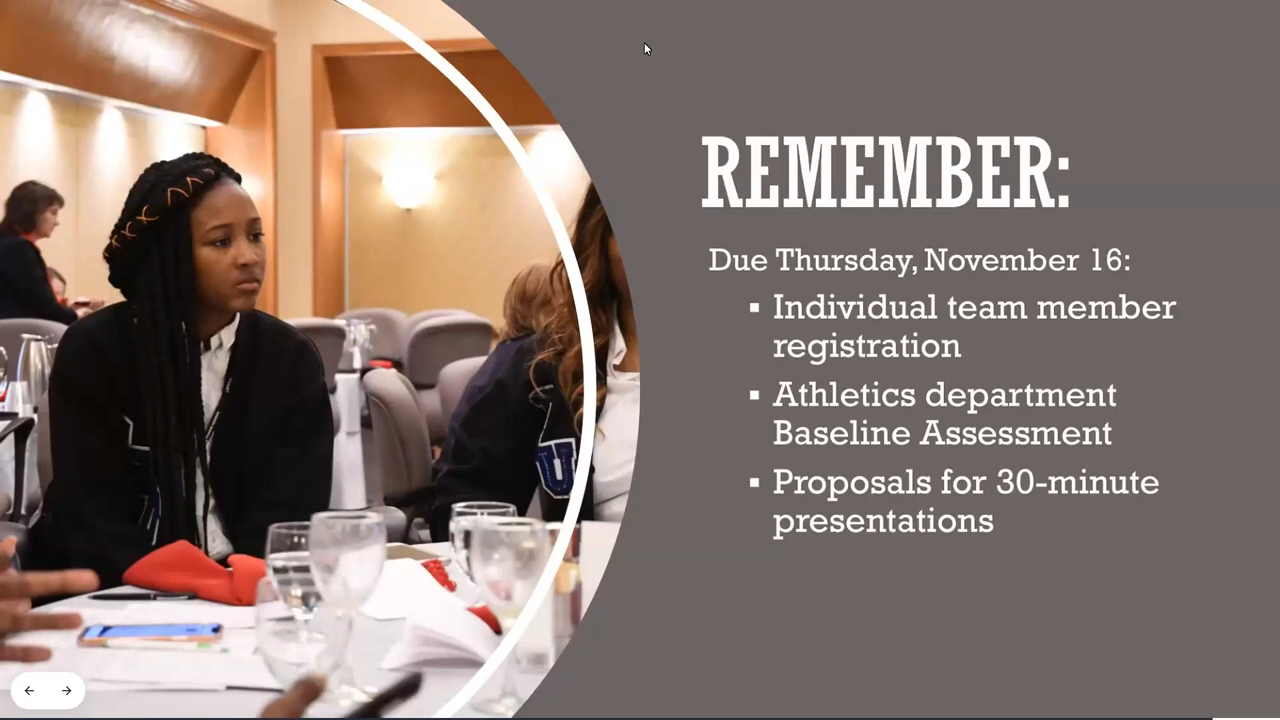 REMEMBER:
Due Thursday, November 16:
▪ Individual team member
registration
▪ Athletics department
Baseline Assessment
▪ Proposals for 30-minute
presentations
U